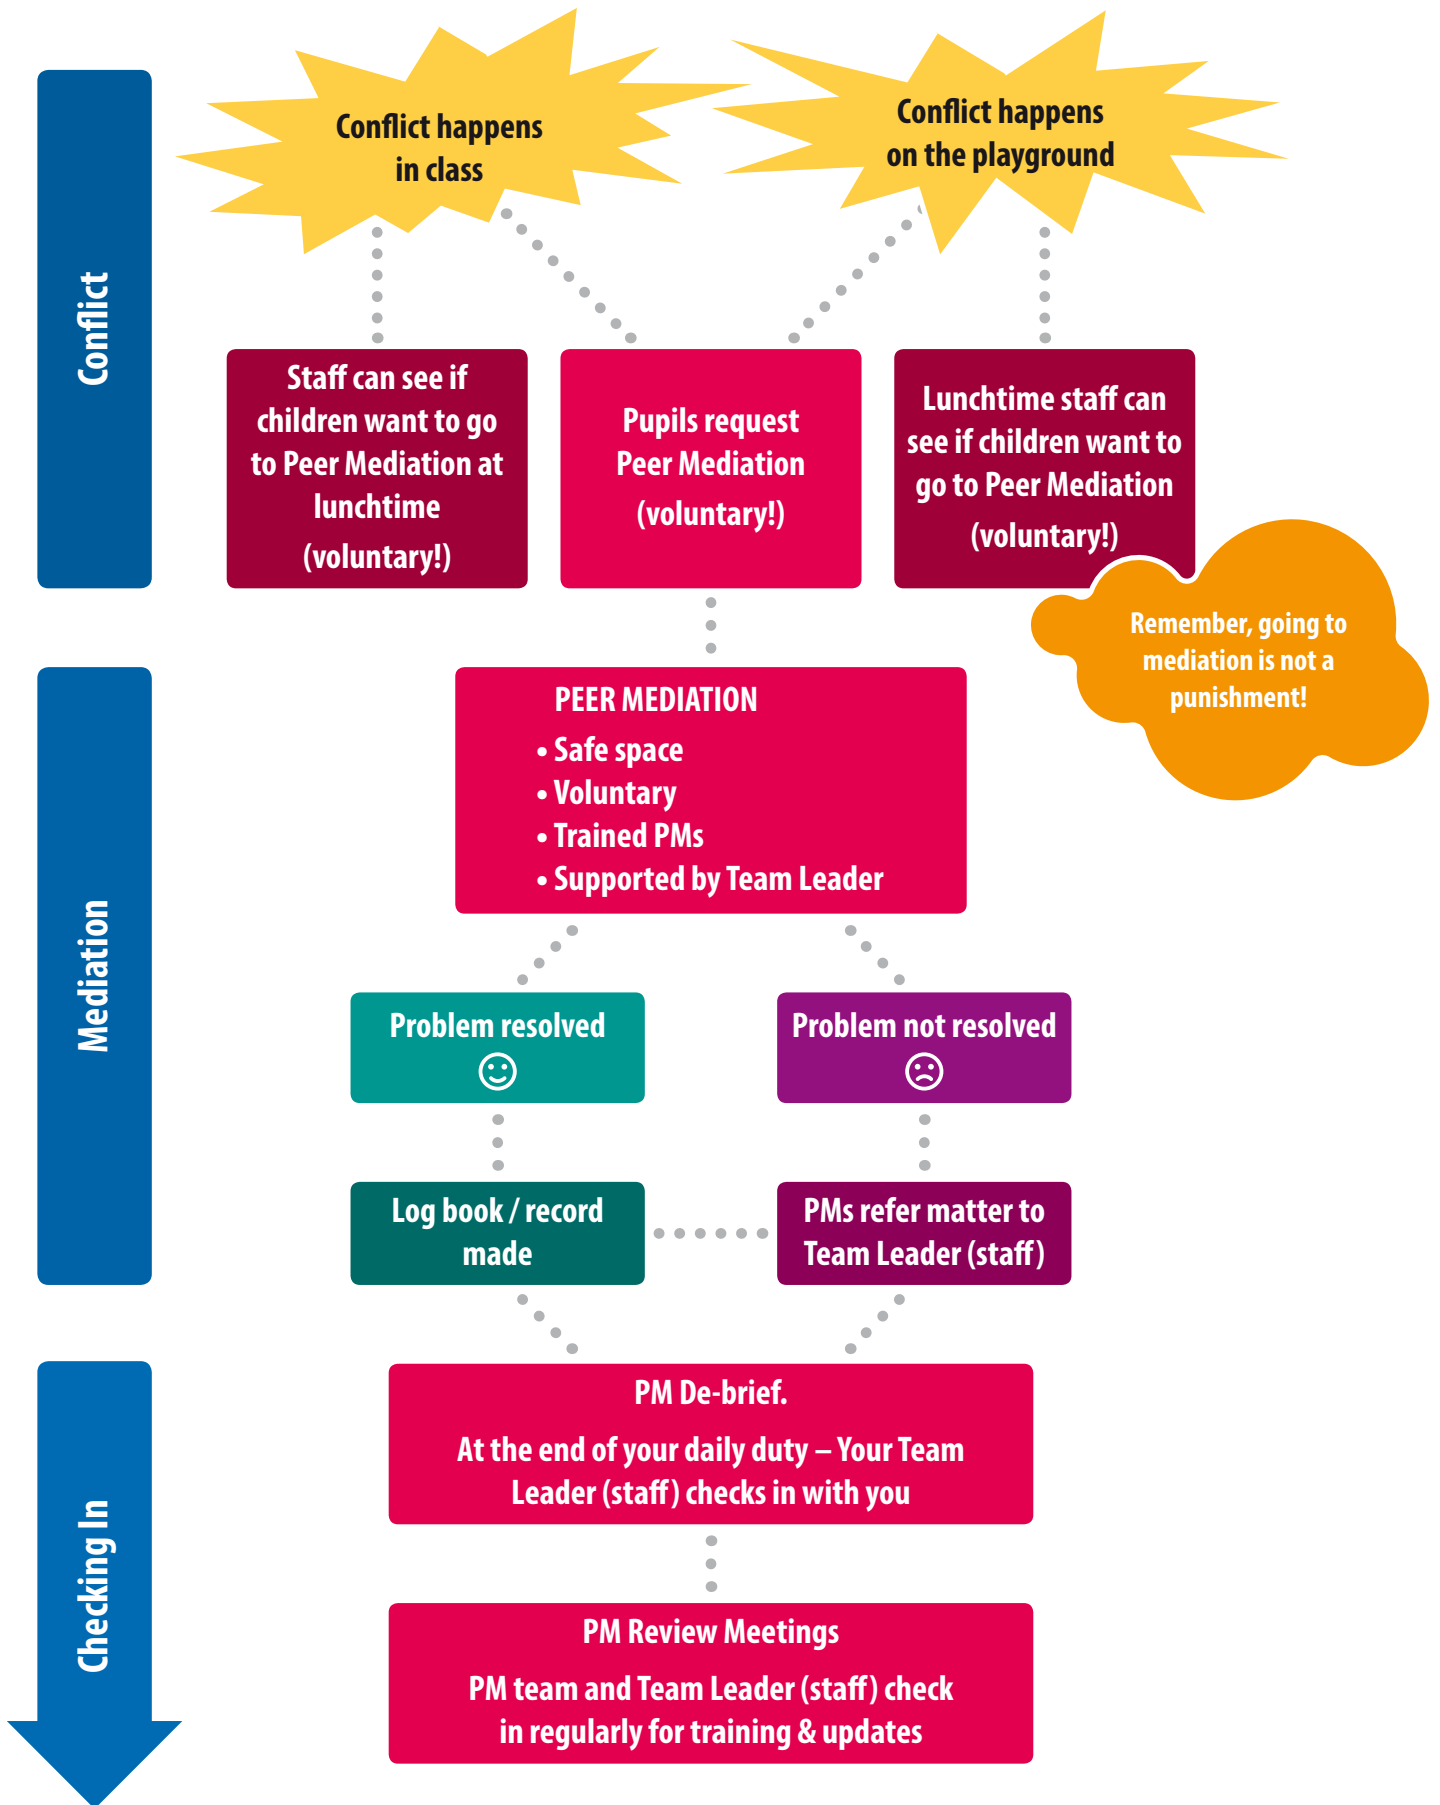 Conflict
Conflict happens
in class
Conflict happens
on the playground
Staff can see if
children want to go
to Peer Mediation at
lunchtime
(voluntary!)
Pupils request
Peer Mediation
(voluntary!)
Lunchtime staff can
see if children want to
go to Peer Mediation
(voluntary!)
Remember, going to
mediation is not a
punishment!
Mediation
PEER MEDIATION
• Safe space
• Voluntary
• Trained PMs
• Supported by Team Leader
Problem resolved
Problem not resolved
Log book / record
made
PMs refer matter to
Team Leader (staff)
Checking In
PM De-brief.
At the end of your daily duty – Your Team
Leader (staff) checks in with you
PM Review Meetings
PM team and Team Leader (staff) check
in regularly for training & updates